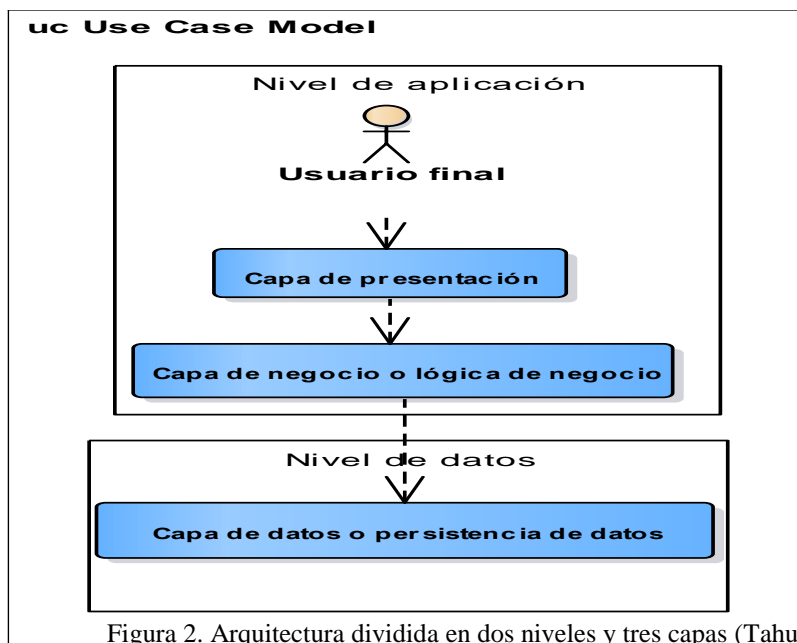 uc Use Case Model
Nivel de aplicación
Usuario final
Capa de presentación
Capa de negocio o lógica de negocio
Nivel de datos
Capa de datos o persistencia de datos
Figura 2. Arquitectura dividida en dos niveles y tres capas (Tahu